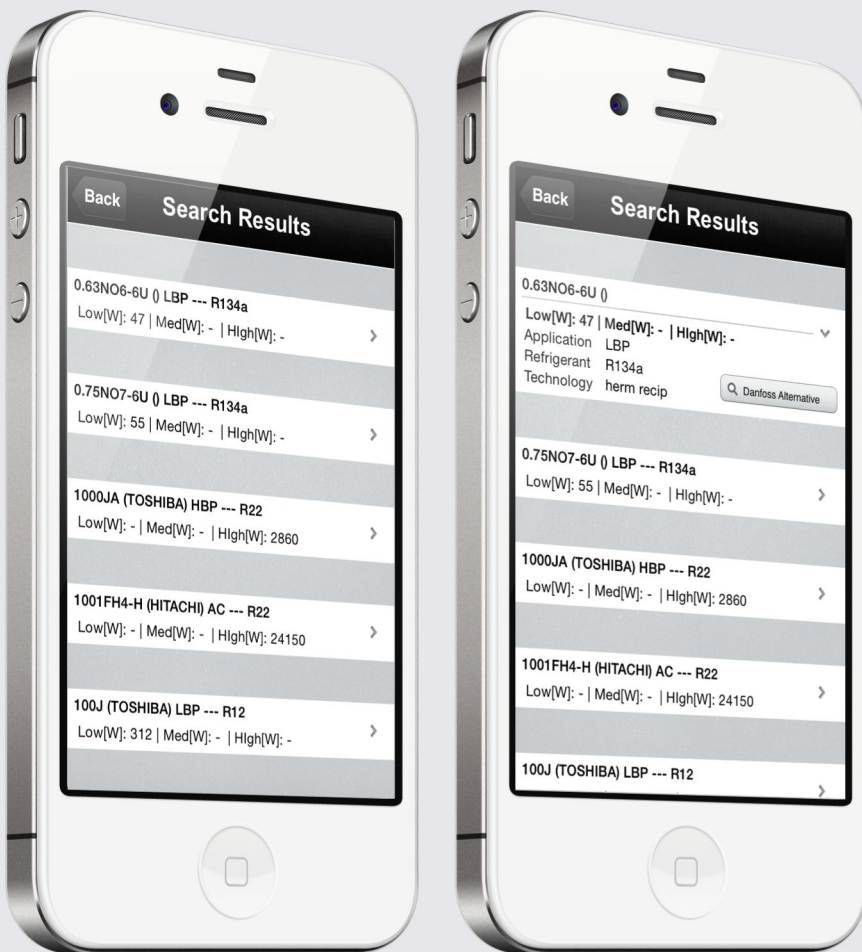 Back
Search Results
0.63NO6-6U () LBP --- R134a
Low[W]: 47 | Med[W]: - | HIgh[W]: -
0.75NO7-6U () LBP --- R134a
Low[W]: 55 | Med[W]: - | HIgh[W]: -
1000JA (TOSHIBA) HBP --- R22
Low[W]: - | Med[W]: - | HIgh[W]: 2860
1001FH4-H (HITACHI) AC --- R22
Low[W]: - | Med[W]: - | HIgh[W]: 24150
100J (TOSHIBA) LBP --- R12
Low[W]: 312 | Med[W]: - | HIgh[W]: -
Back
Search Results
0.63NO6-6U ()
Low[W]: 47 | Med[W]: - | HIgh[W]: -
Application LBP
Refrigerant R134a
Technology herm recip
Danfoss Alternative
0.75NO7-6U () LBP --- R134a
Low[W]: 55 | Med[W]: - | HIgh[W]: -
1000JA (TOSHIBA) HBP --- R22
Low[W]: - | Med[W]: - | HIgh[W]: 2860
1001FH4-H (HITACHI) AC --- R22
Low[W]: - | Med[W]: - | HIgh[W]: 24150
100J (TOSHIBA) LBP --- R12